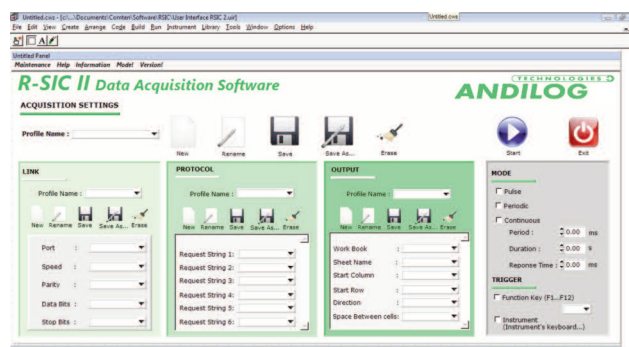 Untitled.cws - [c:\...\Documents\Comten\Software\RSIC\User Interface RSIC 2.uir]
Untitled.cws
File Edit View Create Arrange Code Build Run Instrument Library Tools Window Options Help
Untitled Panel
Maintenance Help Information Model Version!
R-SIC II Data Acquisition Software
TECHNOLOGIES
ANDILOG
ACQUISITION SETTINGS
Profile Name :
New Rename Save Save As... Erase Start Exit
LINK
Profile Name :
New Rename Save Save As... Erase
Port :
Speed :
Parity :
Data Bits :
Stop Bits :
PROTOCOL
Profile Name :
New Rename Save Save As... Erase
Request String 1:
Request String 2:
Request String 3:
Request String 4:
Request String 5:
Request String 6:
OUTPUT
Profile Name :
New Rename Save Save As... Erase
Work Book :
Sheet Name :
Start Column :
Start Row :
Direction :
Space Between cells:
MODE
Pulse
Periodic
Continuous
Period : 0.00 ms
Duration : 0.00 s
Reponse Time : 0.00 ms
TRIGGER
Function Key (F1...F12)
Instrument
(Instrument's keyboard...)